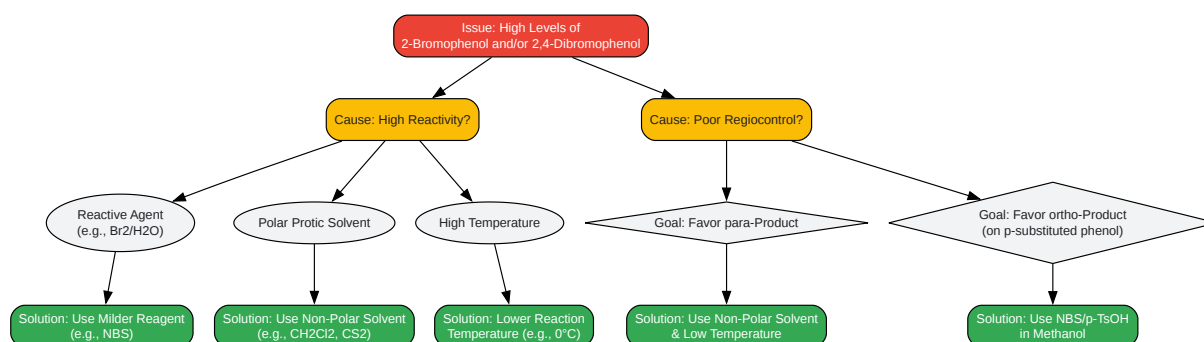 Issue: High Levels of
2-Bromophenol and/or 2,4-Dibromophenol
Cause: High Reactivity?
Cause: Poor Regiocontrol?
Reactive Agent
(e.g., Br2/H2O)
Polar Protic Solvent
High Temperature
Goal: Favor para-Product
Goal: Favor ortho-Product
(on p-substituted phenol)
Solution: Use Milder Reagent
(e.g., NBS)
Solution: Use Non-Polar Solvent
(e.g., CH2Cl2, CS2)
Solution: Lower Reaction
Temperature (e.g., 0°C)
Solution: Use Non-Polar Solvent
& Low Temperature
Solution: Use NBS/p-TsOH
in Methanol